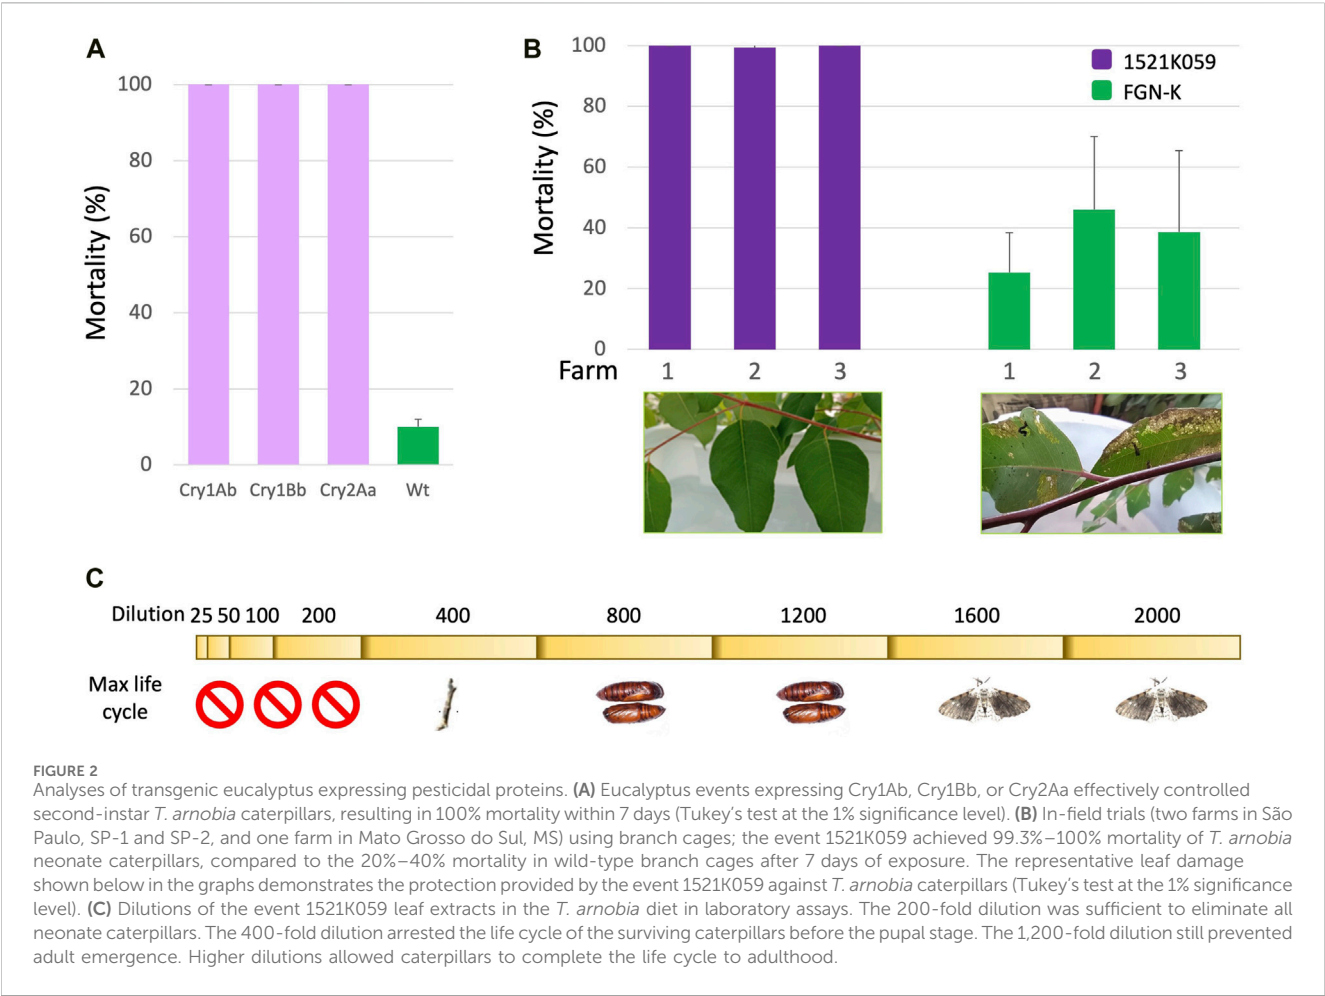 A
Mortality (%)
100
80
60
40
20
0
Cry1Ab Cry1Bb Cry2Aa Wt
B
Mortality (%)
100
80
60
40
20
0
1521K059
FGN-K
Farm 1 2 3 1 2 3
C
Dilution 25 50 100 200 400 800 1200 1600 2000
Max life
cycle
FIGURE 2
Analyses of transgenic eucalyptus expressing pesticidal proteins. (A) Eucalyptus events expressing Cry1Ab, Cry1Bb, or Cry2Aa effectively controlled
second-instar T. arnobia caterpillars, resulting in 100% mortality within 7 days (Tukey's test at the 1% significance level). (B) In-field trials (two farms in São
Paulo, SP-1 and SP-2, and one farm in Mato Grosso do Sul, MS) using branch cages; the event 1521K059 achieved 99.3%–100% mortality of T. arnobia
neonate caterpillars, compared to the 20%–40% mortality in wild-type branch cages after 7 days of exposure. The representative leaf damage
shown below in the graphs demonstrates the protection provided by the event 1521K059 against T. arnobia caterpillars (Tukey's test at the 1% significance
level). (C) Dilutions of the event 1521K059 leaf extracts in the T. arnobia diet in laboratory assays. The 200-fold dilution was sufficient to eliminate all
neonate caterpillars. The 400-fold dilution arrested the life cycle of the surviving caterpillars before the pupal stage. The 1,200-fold dilution still prevented
adult emergence. Higher dilutions allowed caterpillars to complete the life cycle to adulthood.